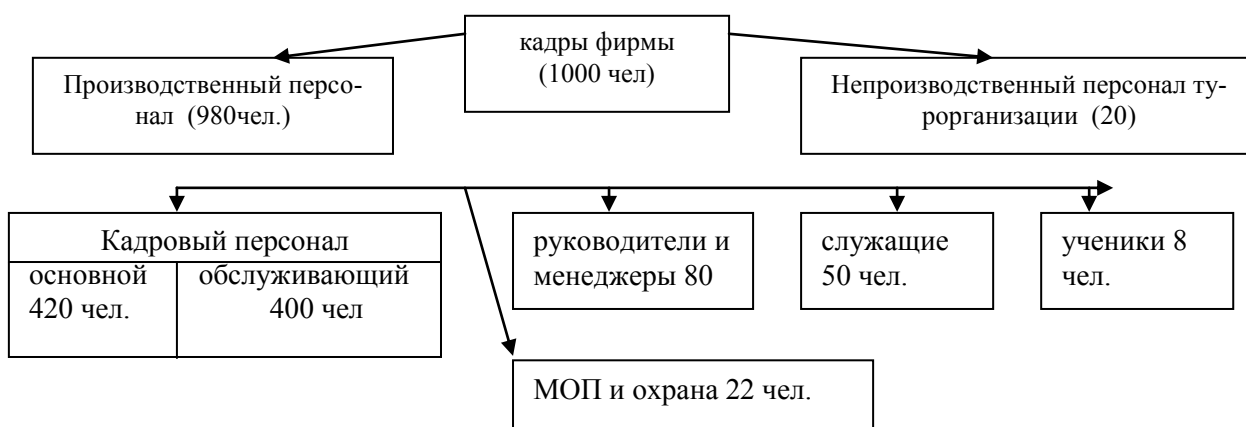 кадры фирмы
(1000 чел)
Производственный персо-
нал (980чел.)
Непроизводственный персонал ту-
рорганизации (20)
Кадровый персонал
основной
420 чел.
обслуживающий
400 чел
руководители и
менеджеры 80
служащие
50 чел.
ученики 8
чел.
МОП и охрана 22 чел.